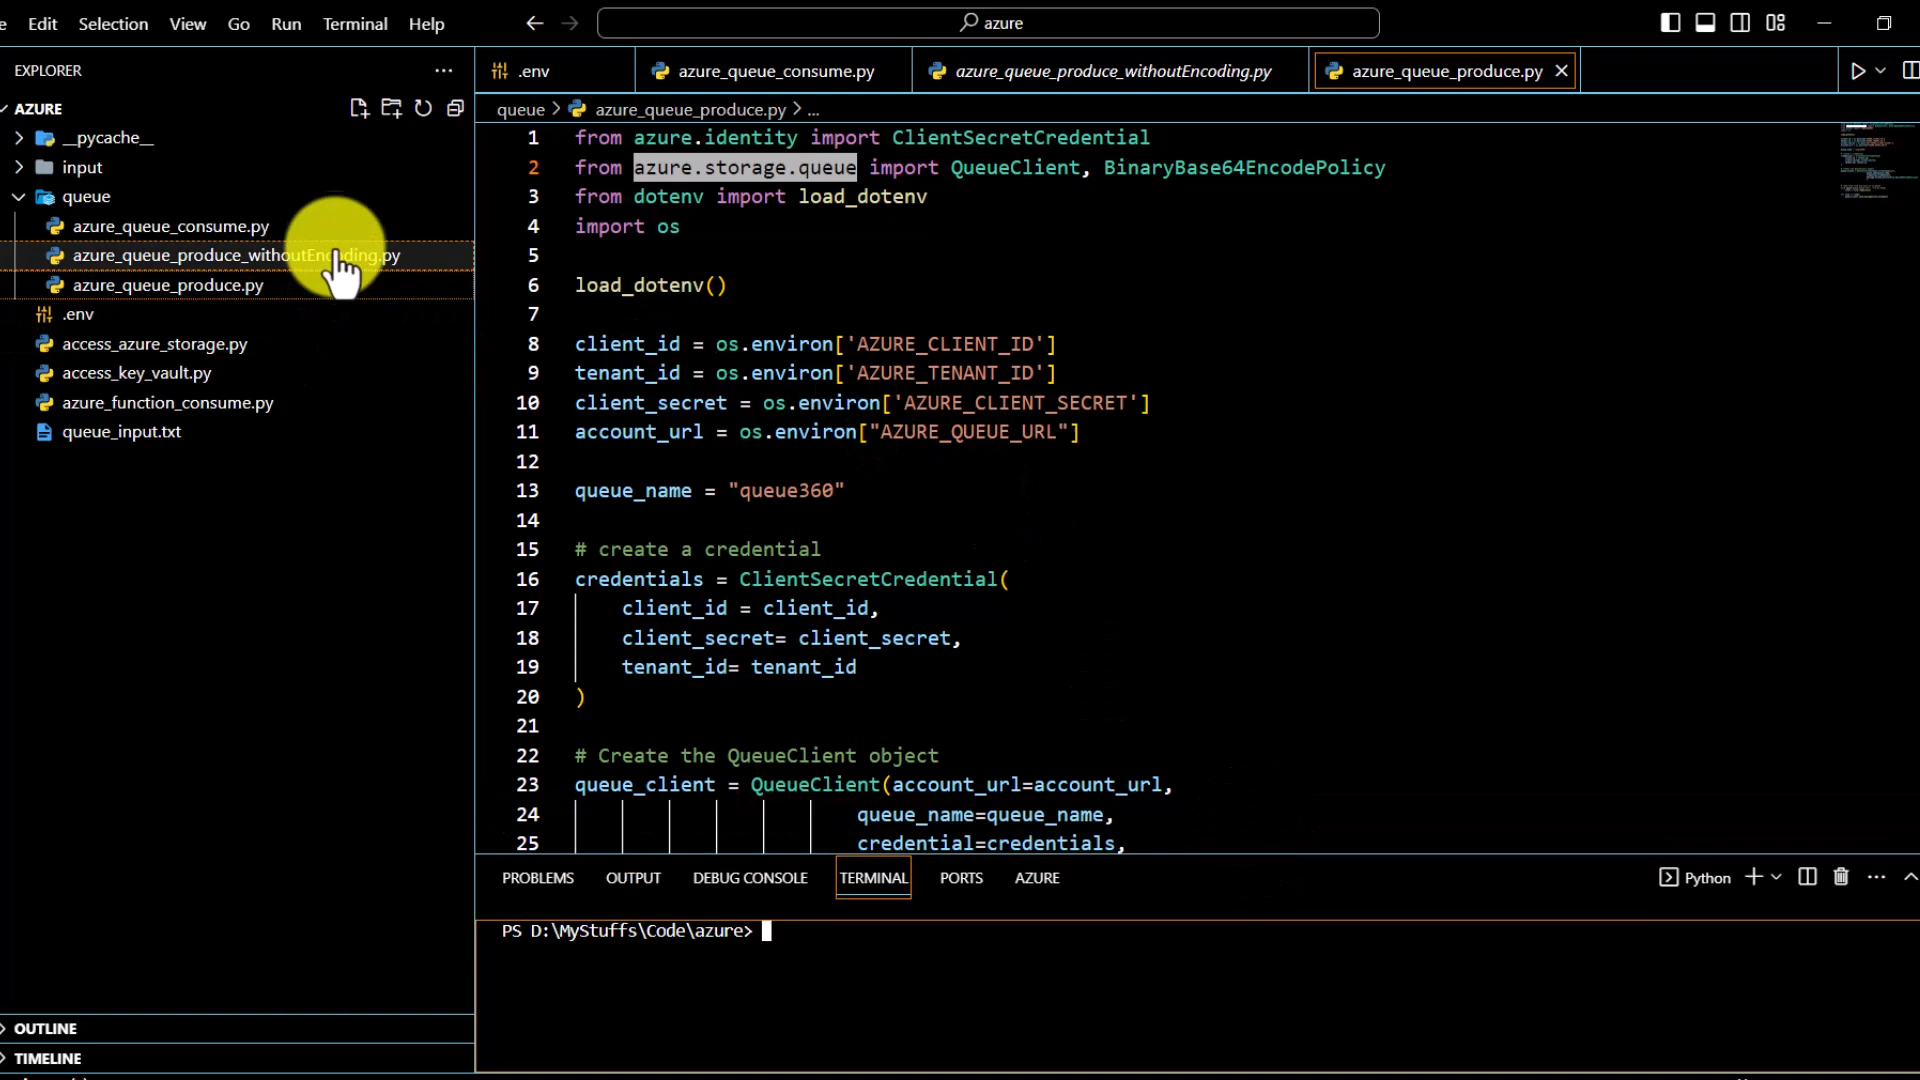 Edit Selection View Go Run Terminal Help
azure
EXPLORER
.env
azure_queue_consume.py
azure_queue_produce_withoutEncoding.py
azure_queue_produce.py
AZURE
queue > azure_queue_produce.py > ...
__pycache__
input
queue
azure_queue_consume.py
azure_queue_produce_withoutEncoding.py
azure_queue_produce.py
.env
access_azure_storage.py
access_key_vault.py
azure_function_consume.py
queue_input.txt
OUTLINE
TIMELINE
1 from azure.identity import ClientSecretCredential
2 from azure.storage.queue import QueueClient, BinaryBase64EncodePolicy
3 from dotenv import load_dotenv
4 import os
5
6 load_dotenv()
7
8 client_id = os.environ['AZURE_CLIENT_ID']
9 tenant_id = os.environ['AZURE_TENANT_ID']
10 client_secret = os.environ['AZURE_CLIENT_SECRET']
11 account_url = os.environ["AZURE_QUEUE_URL"]
12
13 queue_name = "queue360"
14
15 # create a credential
16 credentials = ClientSecretCredential(
17 client_id = client_id,
18 client_secret= client_secret,
19 tenant_id= tenant_id
20 )
21
22 # Create the QueueClient object
23 queue_client = QueueClient(account_url=account_url,
24 queue_name=queue_name,
25 credential=credentials,
PROBLEMS OUTPUT DEBUG CONSOLE TERMINAL PORTS AZURE
Python
PS D:\MyStuffs\Code\azure>